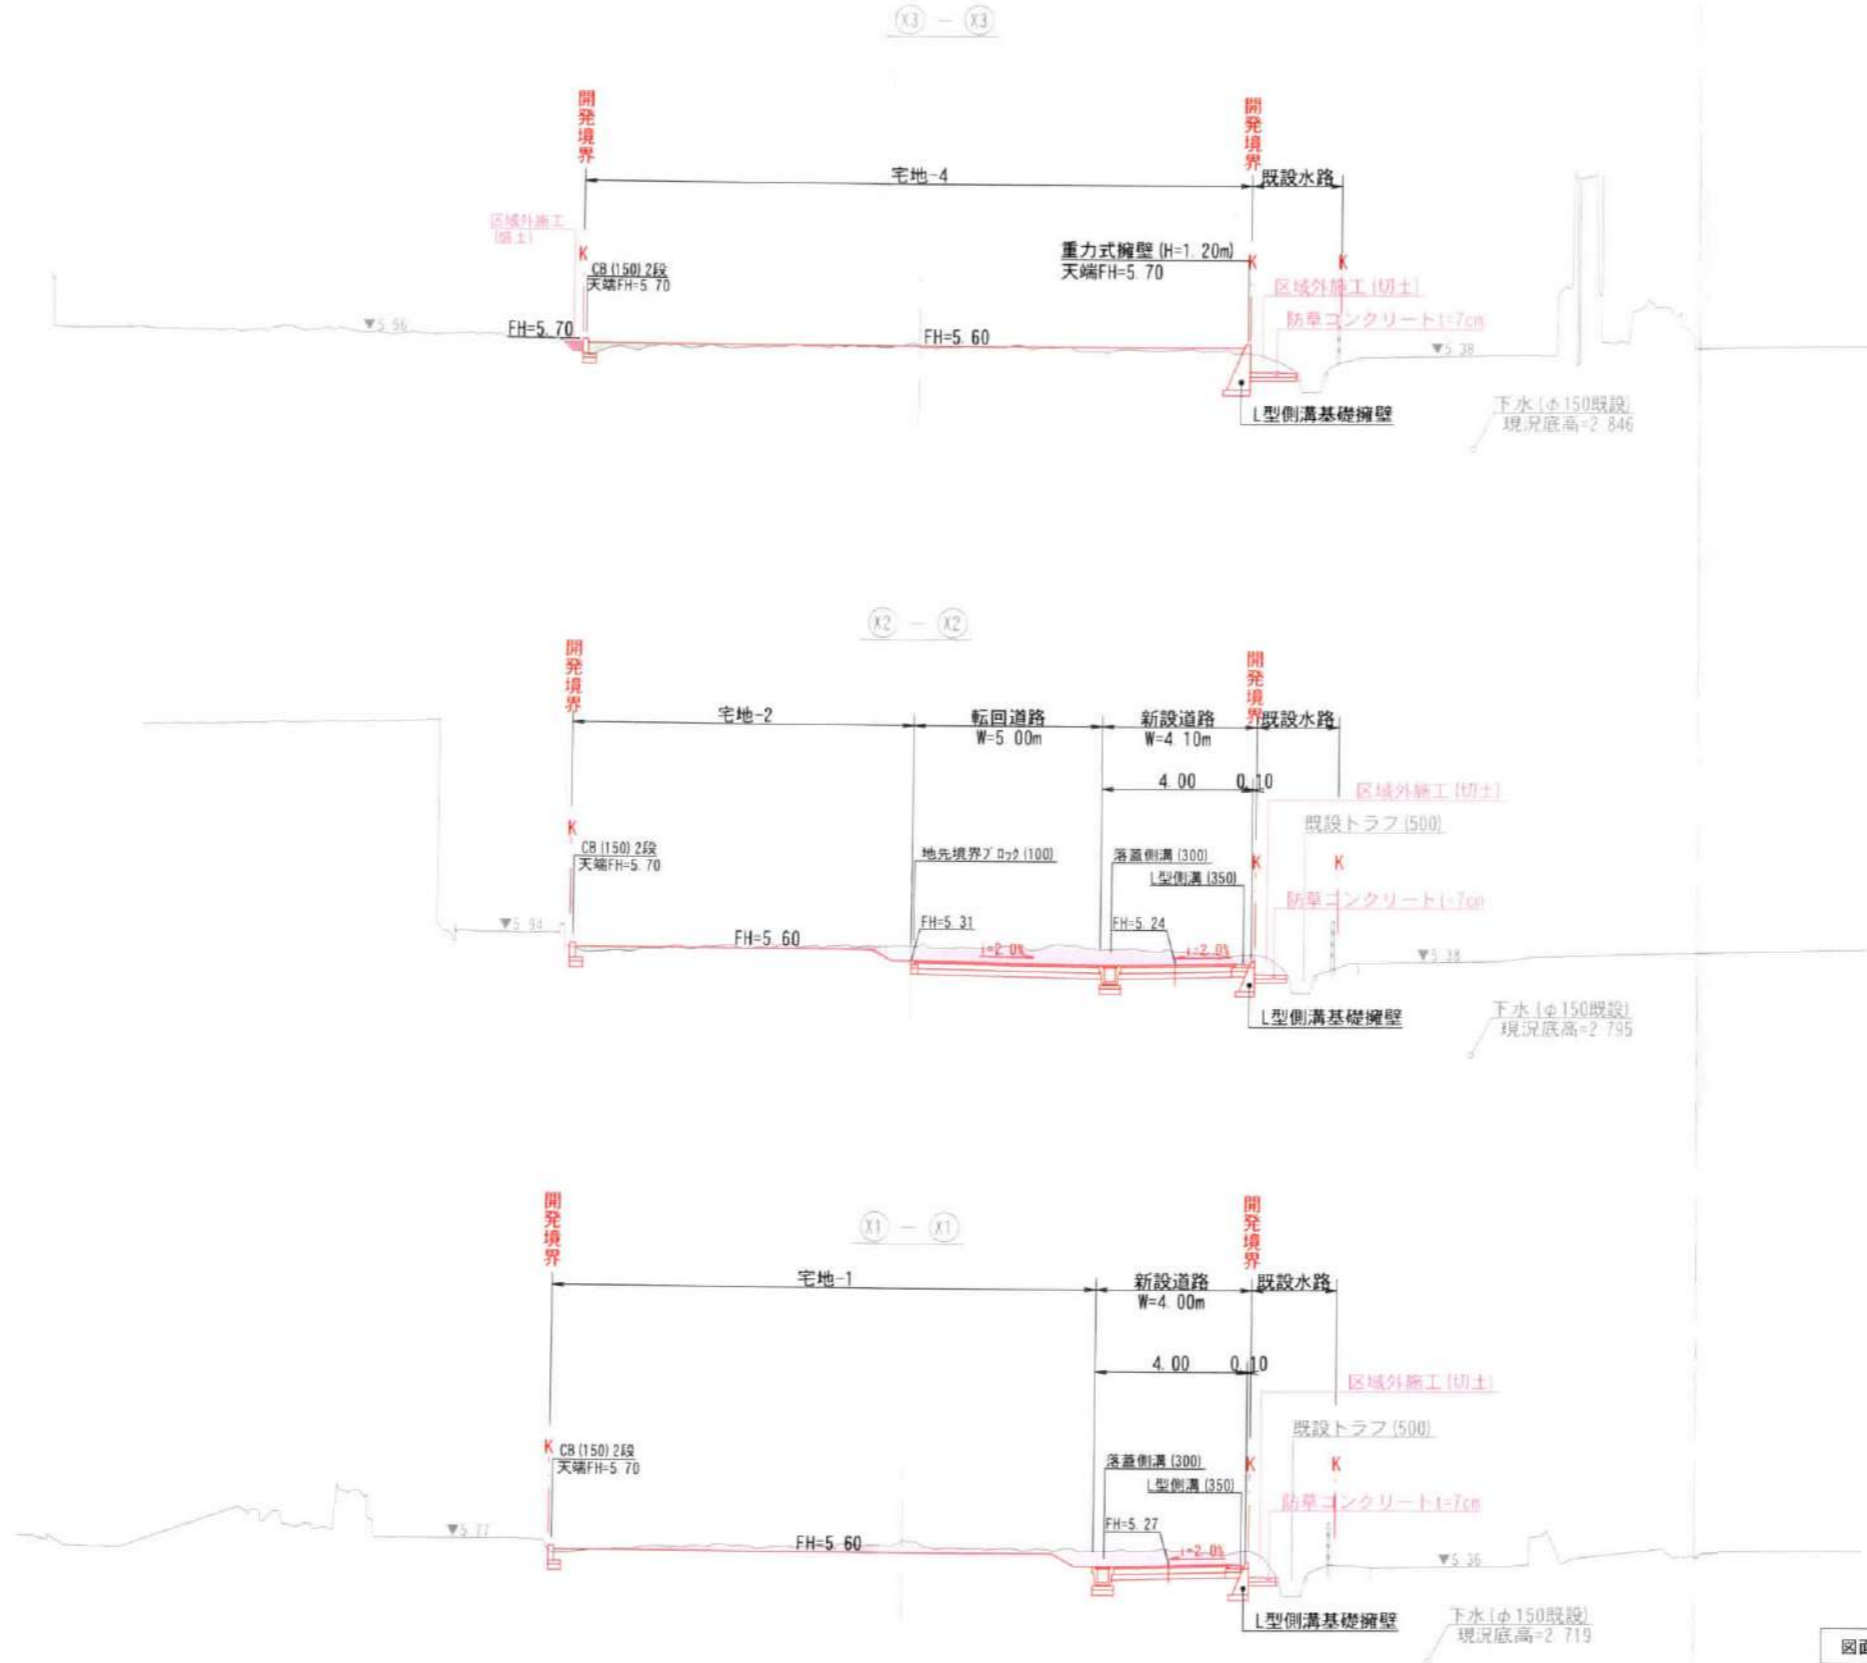 X3 - X3
開発境界
開発境界
宅地-4
既設水路
区域外施工
(盛土)
K
CB(150)2段
天端FH=5.70
重力式擁壁(H=1.20m)
天端FH=5.70
K
K
区域外施工(切土)
防草コンクリートt=7cm
▼5.56
FH=5.70
FH=5.60
▼5.38
L型側溝基礎擁壁
下水(φ150既設)
現況底高=2.846
X2 - X2
開発境界
開発境界
宅地-2
転回道路
W=5.00m
新設道路
W=4.10m
既設水路
4.00
0.10
区域外施工(切土)
既設トラフ(500)
K
CB(150)2段
天端FH=5.70
地先境界ブロック(100)
落蓋側溝(300)
L型側溝(350)
K
K
防草コンクリートt=7cm
▼5.94
FH=5.60
FH=5.31
i=2.0%
FH=5.24
i=2.0%
▼5.38
L型側溝基礎擁壁
下水(φ150既設)
現況底高=2.795
X1 - X1
開発境界
開発境界
宅地-1
新設道路
W=4.00m
既設水路
4.00
0.10
区域外施工(切土)
既設トラフ(500)
K
CB(150)2段
天端FH=5.70
落蓋側溝(300)
L型側溝(350)
K
K
防草コンクリートt=7cm
▼5.77
FH=5.60
FH=5.27
i=2.0%
▼5.36
L型側溝基礎擁壁
下水(φ150既設)
現況底高=2.719
図面